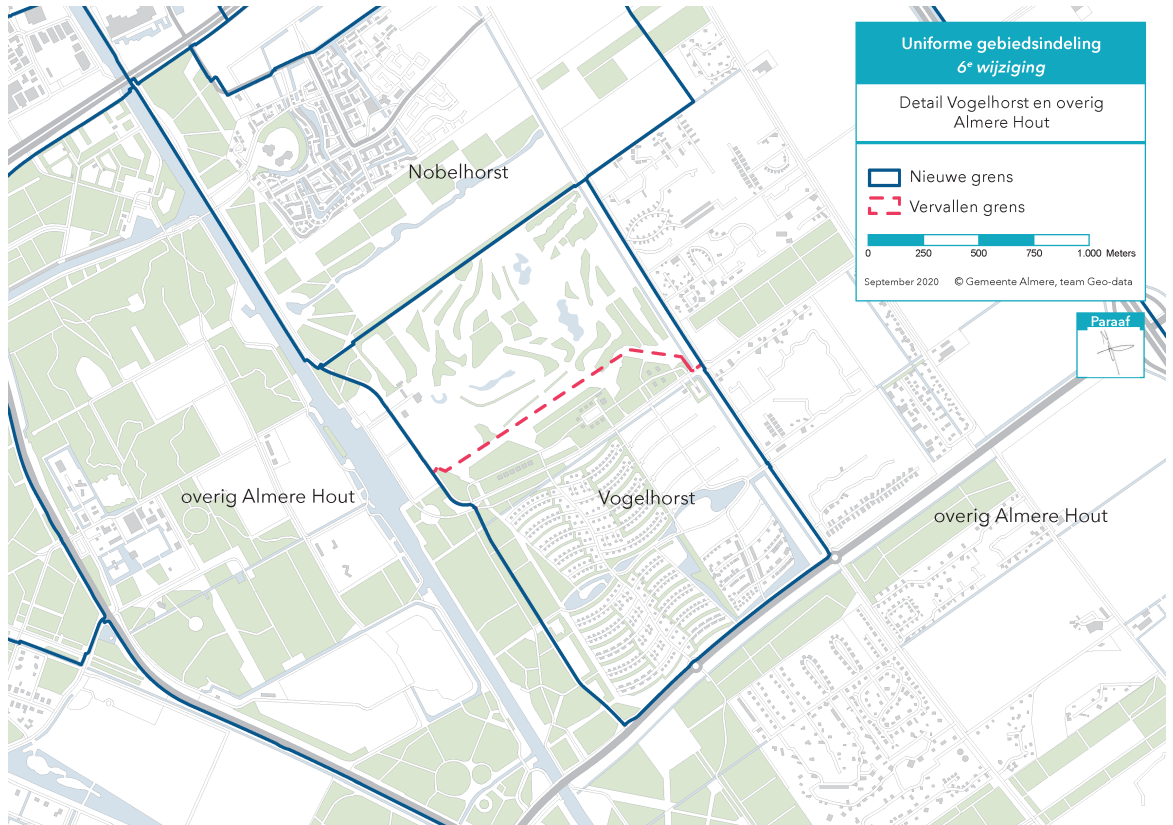 Uniforme gebiedsindeling
6e wijziging
Detail Vogelhorst en overig
Almere Hout
Nieuwe grens
Vervallen grens
0 250 500 750 1.000 Meters
September 2020 © Gemeente Almere, team Geo-data
Paraaf
Nobelhorst
overig Almere Hout
Vogelhorst
overig Almere Hout